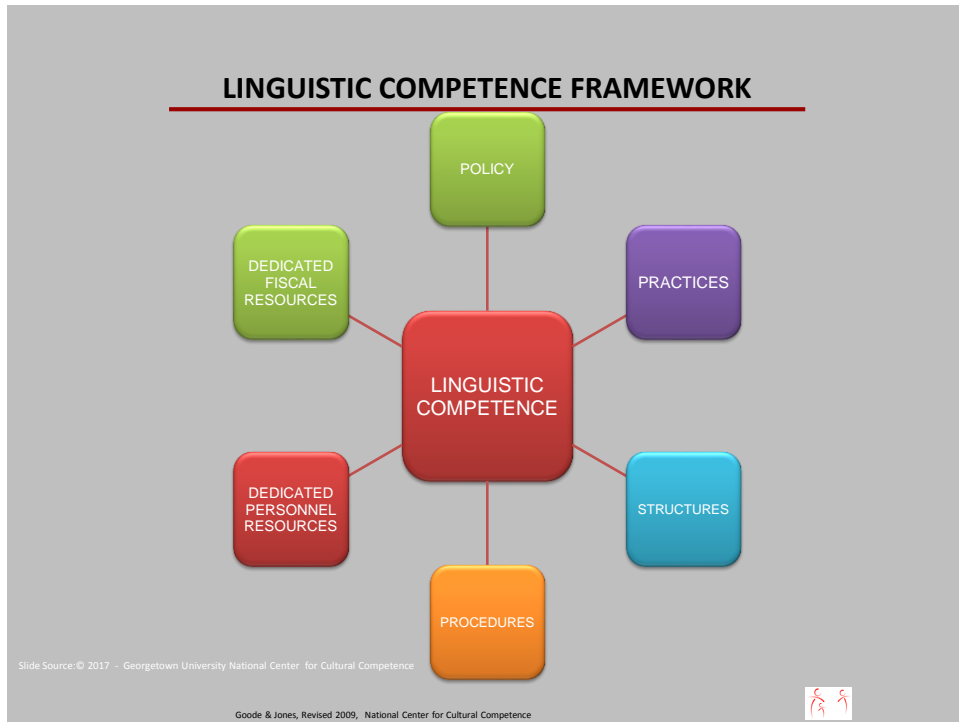 LINGUISTIC COMPETENCE FRAMEWORK
POLICY
PRACTICES
STRUCTURES
PROCEDURES
DEDICATED
PERSONNEL
RESOURCES
DEDICATED
FISCAL
RESOURCES
LINGUISTIC
COMPETENCE
Slide Source:© 2017 - Georgetown University National Center for Cultural Competence
Goode & Jones, Revised 2009, National Center for Cultural Competence